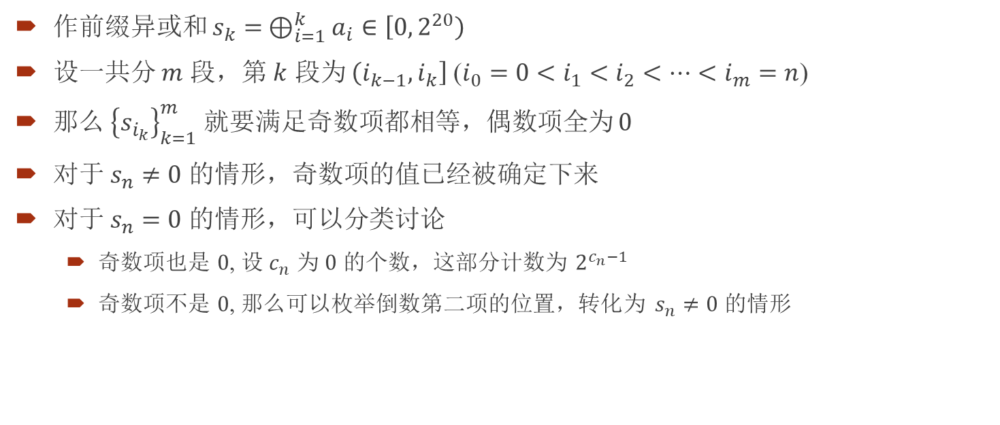 作前缀异或和 $s_k = \bigoplus_{i=1}^{k} a_i \in [0, 2^{20})$
设一共分 $m$ 段，第 $k$ 段为 $(i_{k-1}, i_k]$ $(i_0 = 0 < i_1 < i_2 < \cdots < i_m = n)$
那么 $\{s_{i_k}\}_{k=1}^{m}$ 就要满足奇数项都相等，偶数项全为 0
对于 $s_n \neq 0$ 的情形，奇数项的值已经被确定下来
对于 $s_n = 0$ 的情形，可以分类讨论
奇数项也是 0, 设 $c_n$ 为 0 的个数，这部分计数为 $2^{c_n-1}$
奇数项不是 0, 那么可以枚举倒数第二项的位置，转化为 $s_n \neq 0$ 的情形